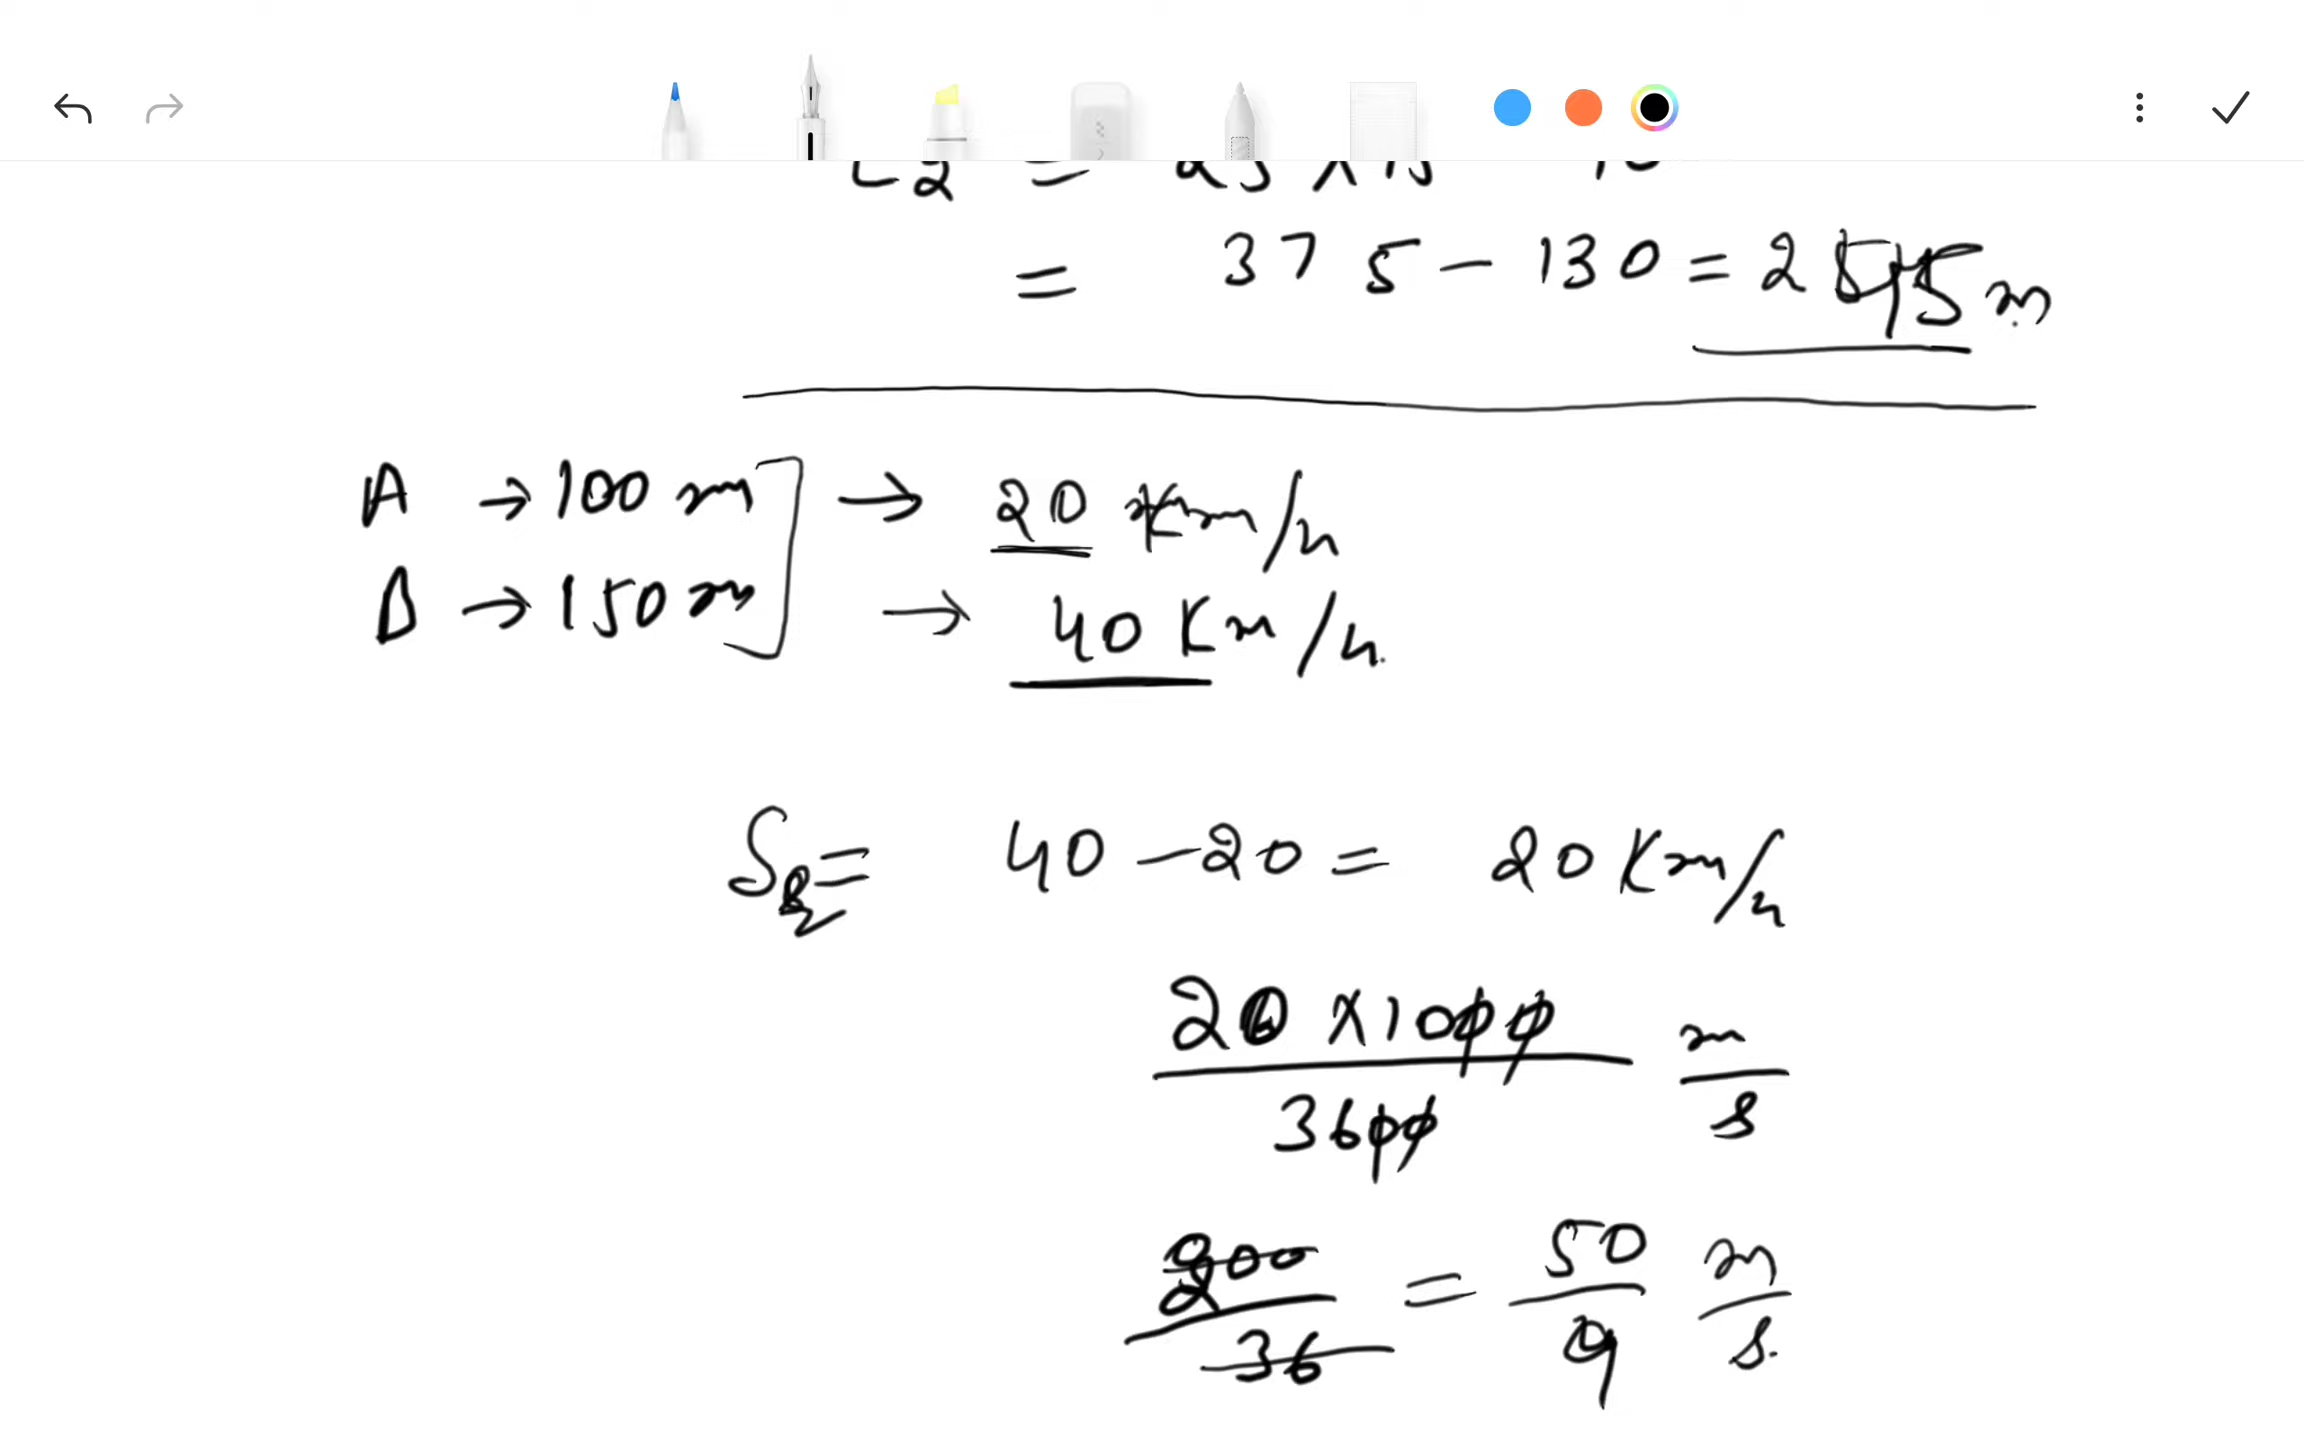 = 375 - 130 = 245 m
A → 100 m → 20 Km/h
B → 150 m → 40 Km/h.
S = 40 - 20 = 20 Km/h
20 X 1000 / 3600 m/s
200/36 = 50/9 m/s.